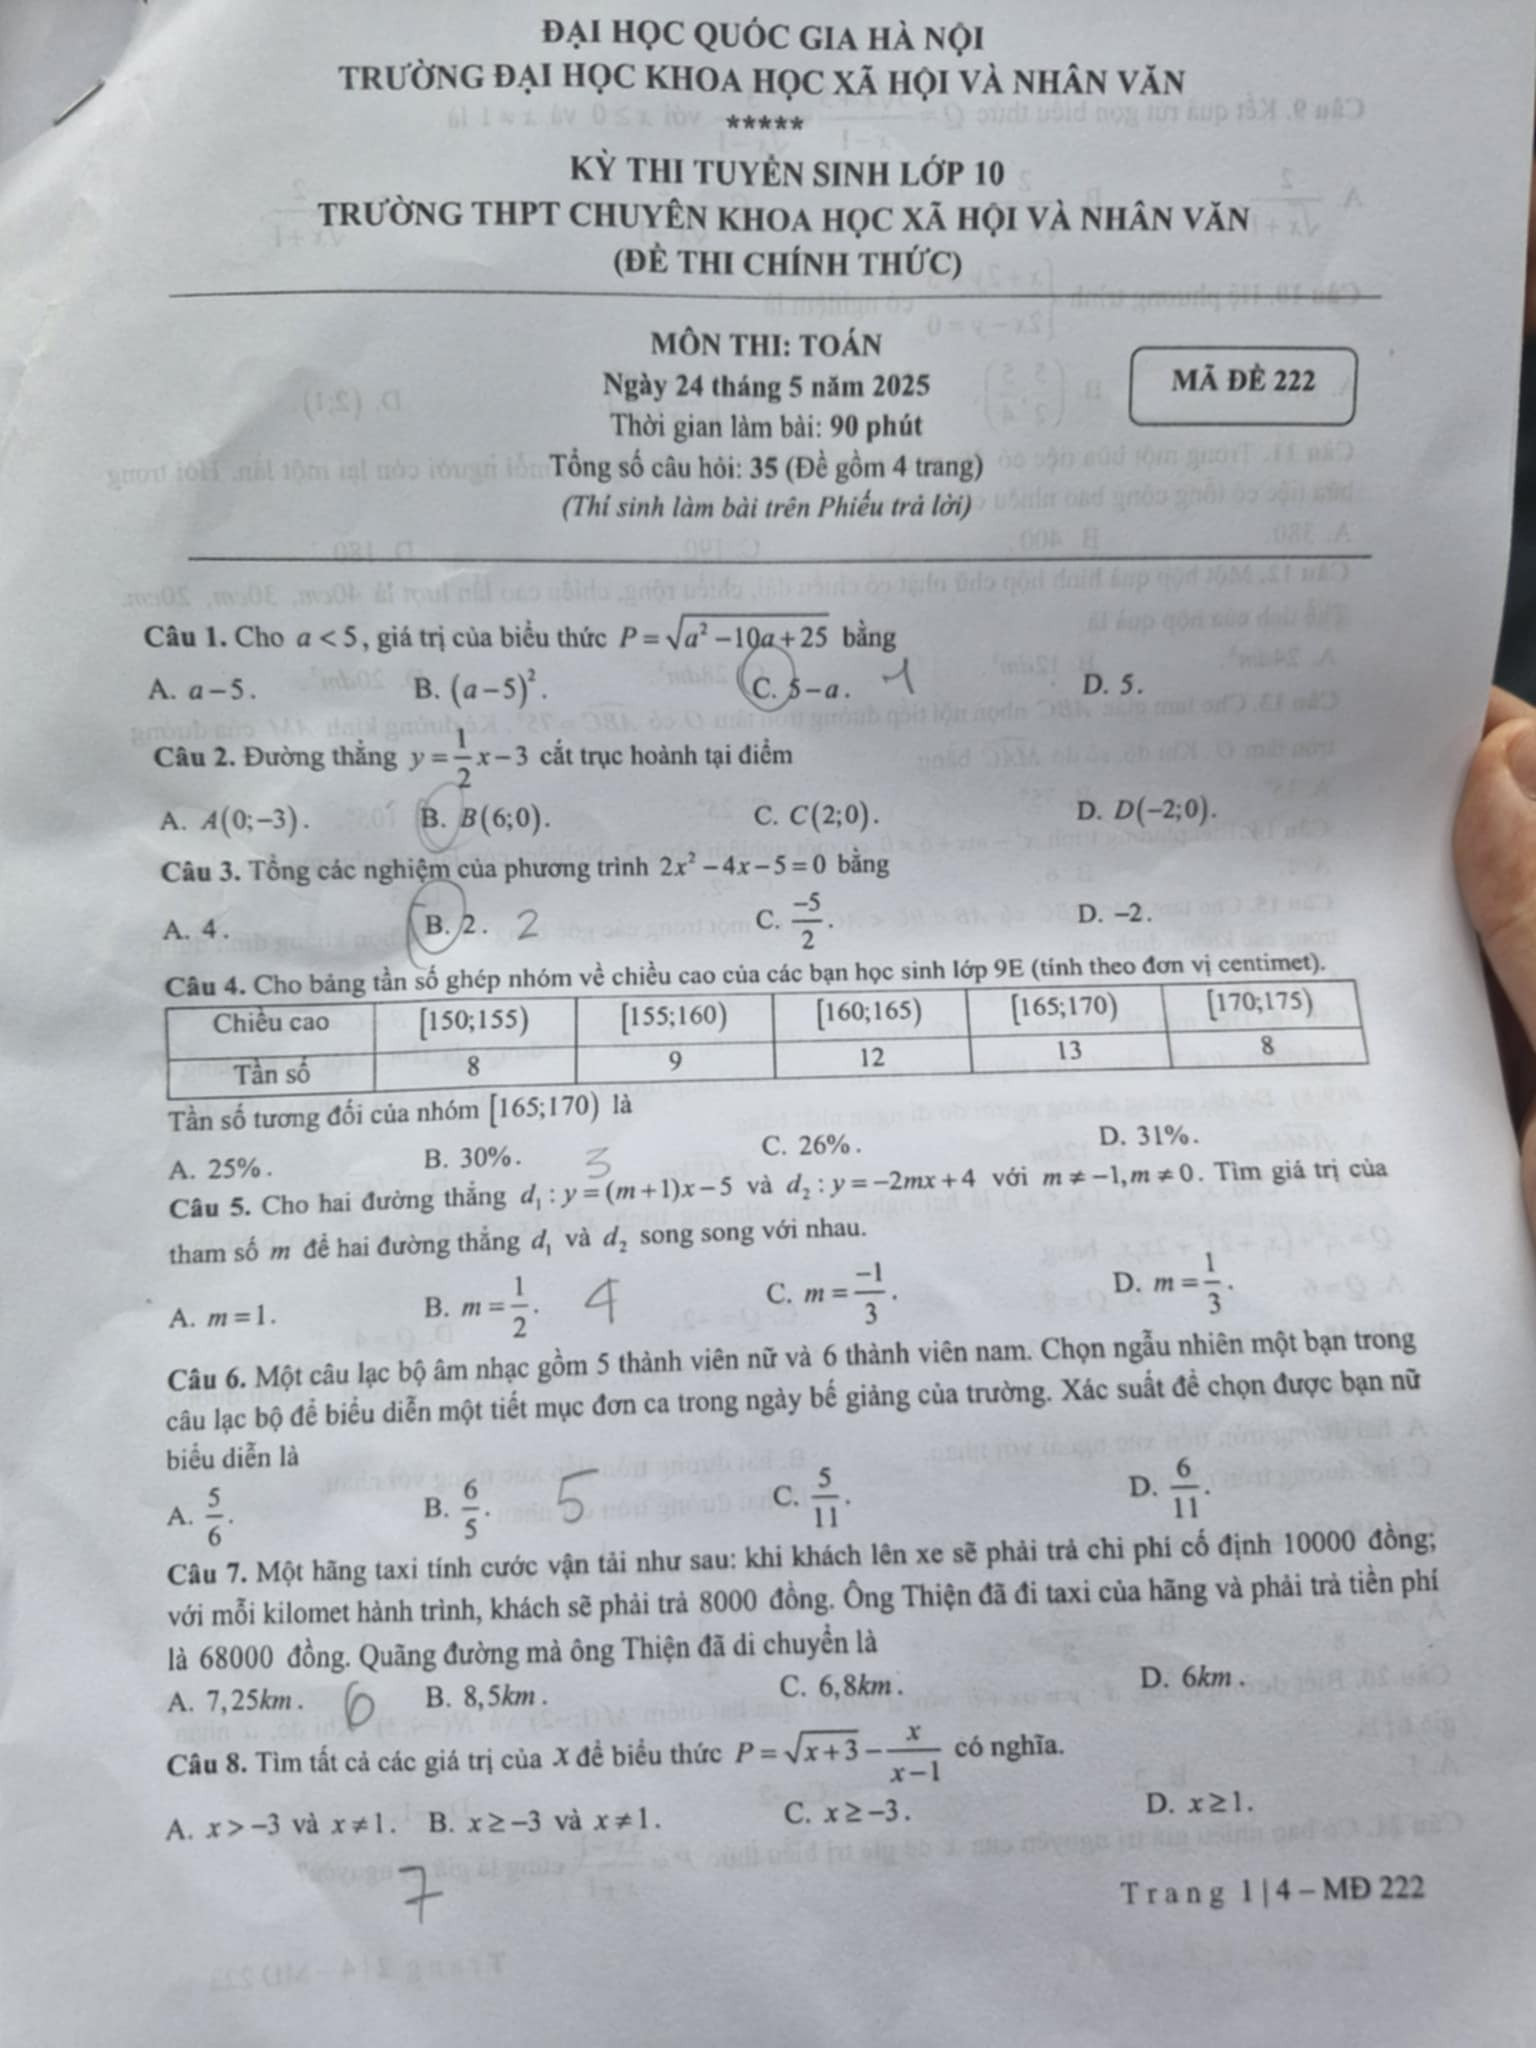 ĐẠI HỌC QUỐC GIA HÀ NỘI
TRƯỜNG ĐẠI HỌC KHOA HỌC XÃ HỘI VÀ NHÂN VĂN
*****
KỲ THI TUYỂN SINH LỚP 10
TRƯỜNG THPT CHUYÊN KHOA HỌC XÃ HỘI VÀ NHÂN VĂN
(ĐỀ THI CHÍNH THỨC)
MÔN THI: TOÁN
Ngày 24 tháng 5 năm 2025
MÃ ĐỀ 222
Thời gian làm bài: 90 phút
Tổng số câu hỏi: 35 (Đề gồm 4 trang)
(Thí sinh làm bài trên Phiếu trả lời)
Câu 1. Cho a < 5, giá trị của biểu thức P = √(a² − 10a + 25) bằng
A. a − 5. B. (a − 5)². C. 5 − a. 1 D. 5.
Câu 2. Đường thẳng y = 1/2 x − 3 cắt trục hoành tại điểm
A. A(0;−3). B. B(6;0). C. C(2;0). D. D(−2;0).
Câu 3. Tổng các nghiệm của phương trình 2x² − 4x − 5 = 0 bằng
A. 4. B. 2. 2 C. −5/2. D. −2.
Câu 4. Cho bảng tần số ghép nhóm về chiều cao của các bạn học sinh lớp 9E (tính theo đơn vị centimet).
Chiều cao [150;155) [155;160) [160;165) [165;170) [170;175)
Tần số 8 9 12 13 8
Tần số tương đối của nhóm [165;170) là
A. 25%. B. 30%. 3 C. 26%. D. 31%.
Câu 5. Cho hai đường thẳng d₁ : y = (m+1)x − 5 và d₂ : y = −2mx + 4 với m ≠ −1, m ≠ 0. Tìm giá trị của
tham số m để hai đường thẳng d₁ và d₂ song song với nhau.
A. m = 1. B. m = 1/2. 4 C. m = −1/3. D. m = 1/3.
Câu 6. Một câu lạc bộ âm nhạc gồm 5 thành viên nữ và 6 thành viên nam. Chọn ngẫu nhiên một bạn trong
câu lạc bộ để biểu diễn một tiết mục đơn ca trong ngày bế giảng của trường. Xác suất để chọn được bạn nữ
biểu diễn là
A. 5/6. B. 6/5. 5 C. 5/11. D. 6/11.
Câu 7. Một hãng taxi tính cước vận tải như sau: khi khách lên xe sẽ phải trả chi phí cố định 10000 đồng;
với mỗi kilomet hành trình, khách sẽ phải trả 8000 đồng. Ông Thiện đã đi taxi của hãng và phải trả tiền phí
là 68000 đồng. Quãng đường mà ông Thiện đã di chuyển là
A. 7,25km. 6 B. 8,5km. C. 6,8km. D. 6km.
Câu 8. Tìm tất cả các giá trị của x để biểu thức P = √(x+3) − x/(x−1) có nghĩa.
A. x > −3 và x ≠ 1. B. x ≥ −3 và x ≠ 1. C. x ≥ −3. D. x ≥ 1.
7
Trang 1|4 – MĐ 222